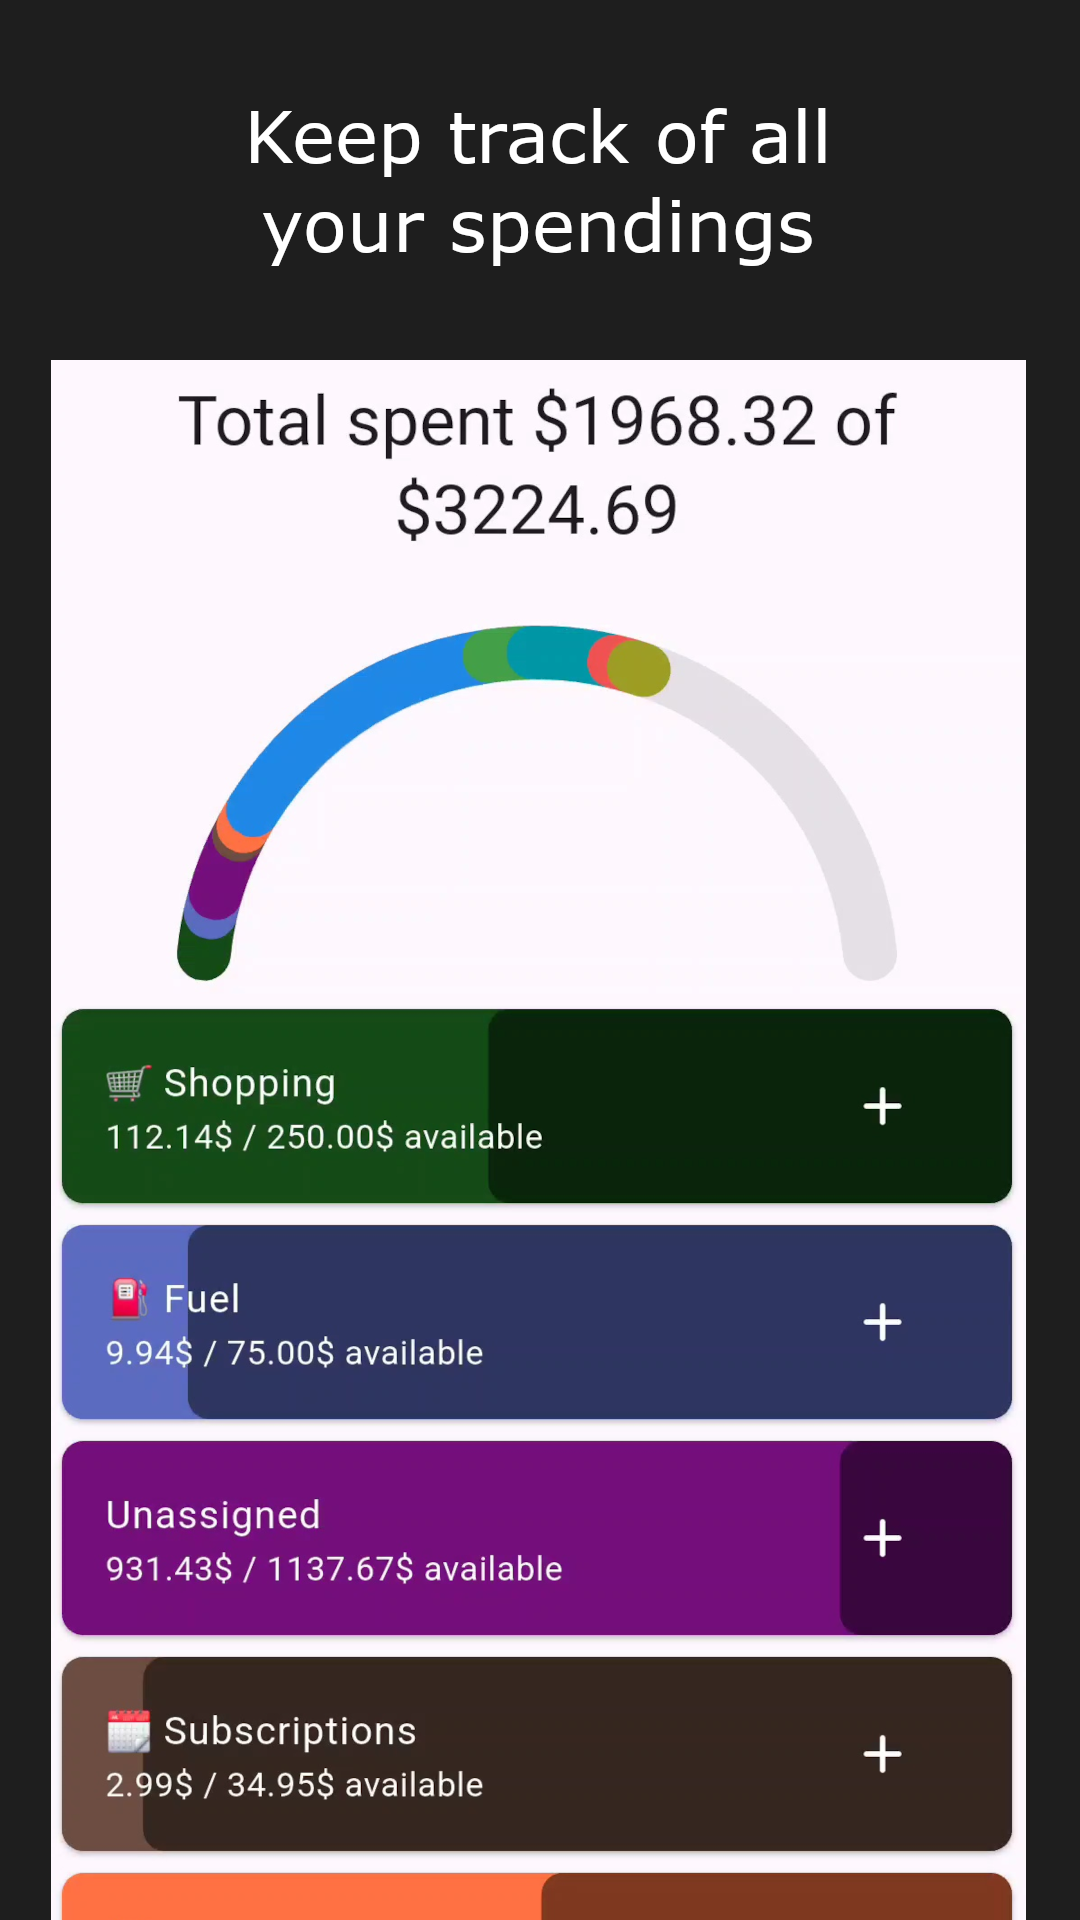 Keep track of all
your spendings
Total spent $1968.32 of
$3224.69
Shopping
112.14$ / 250.00$ available
Fuel
9.94$ / 75.00$ available
Unassigned
931.43$ / 1137.67$ available
Subscriptions
2.99$ / 34.95$ available